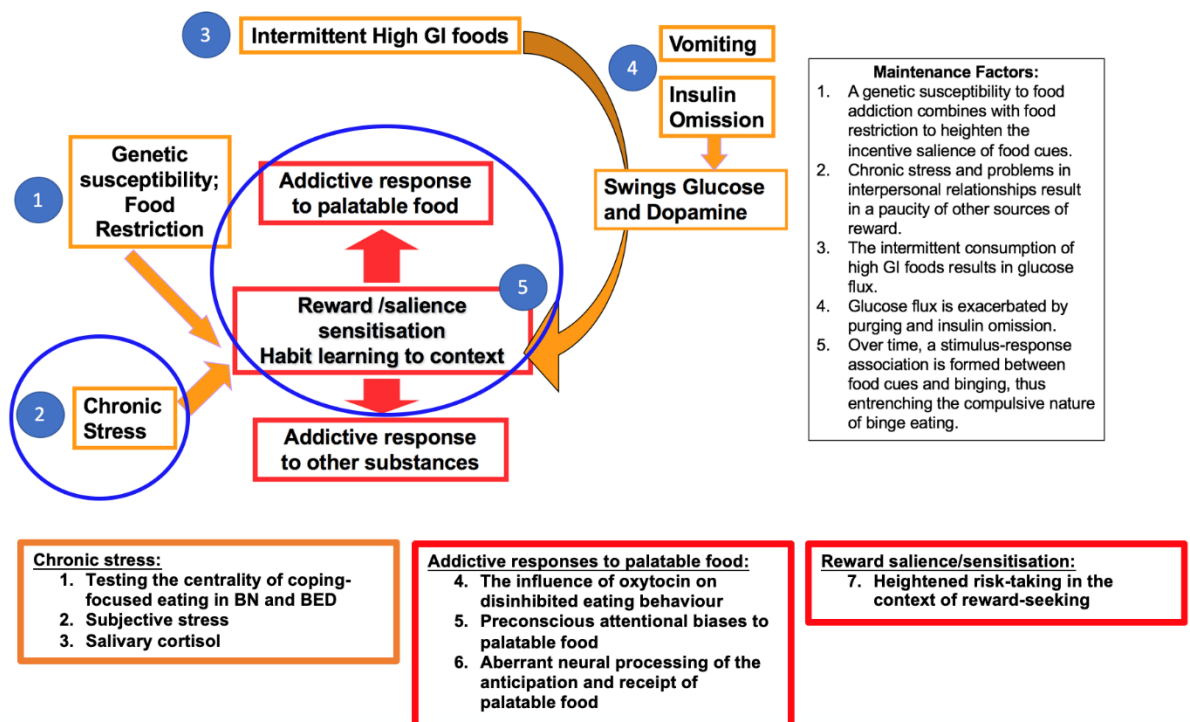 3
Intermittent High GI foods
4
Vomiting
Insulin
Omission
Swings Glucose
and Dopamine
1
Genetic
susceptibility;
Food
Restriction
Addictive response
to palatable food
5
Reward /salience
sensitisation
Habit learning to context
2
Chronic
Stress
Addictive response
to other substances
Maintenance Factors:
1. A genetic susceptibility to food
addiction combines with food
restriction to heighten the
incentive salience of food cues.
2. Chronic stress and problems in
interpersonal relationships result
in a paucity of other sources of
reward.
3. The intermittent consumption of
high GI foods results in glucose
flux.
4. Glucose flux is exacerbated by
purging and insulin omission.
5. Over time, a stimulus-response
association is formed between
food cues and binging, thus
entrenching the compulsive nature
of binge eating.
Chronic stress:
1. Testing the centrality of coping-
focused eating in BN and BED
2. Subjective stress
3. Salivary cortisol
Addictive responses to palatable food:
4. The influence of oxytocin on
disinhibited eating behaviour
5. Preconscious attentional biases to
palatable food
6. Aberrant neural processing of the
anticipation and receipt of
palatable food
Reward salience/sensitisation:
7. Heightened risk-taking in the
context of reward-seeking